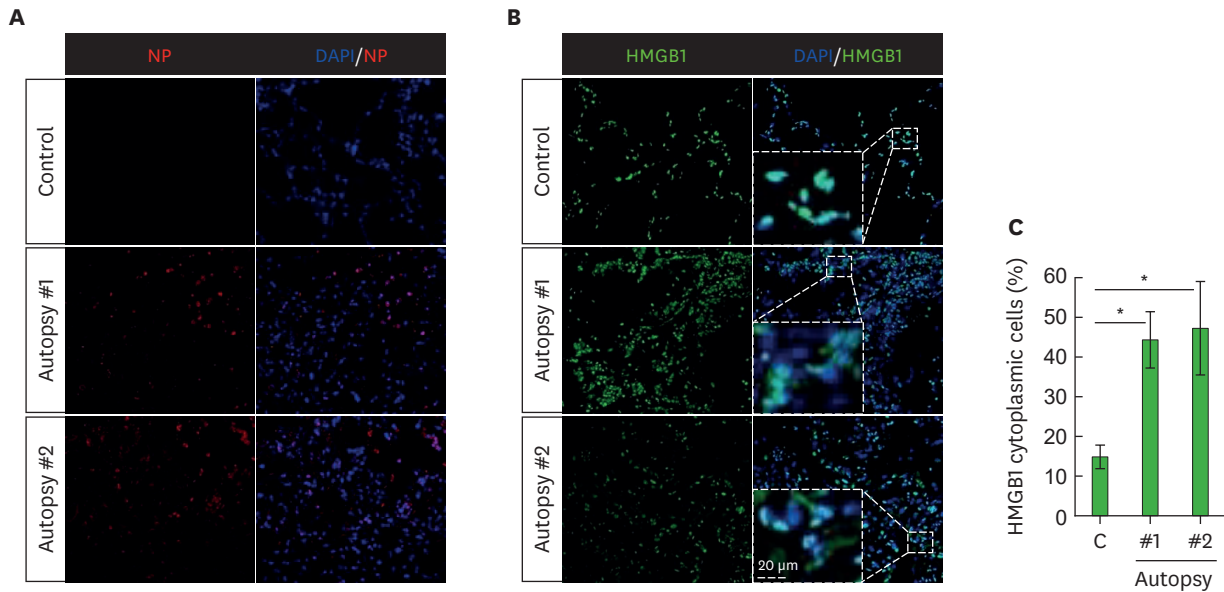 A
NP
DAPI/NP
Control
Autopsy #1
Autopsy #2
B
HMGB1
DAPI/HMGB1
Control
Autopsy #1
Autopsy #2
20 μm
C
HMGB1 cytoplasmic cells (%)
60
50
40
30
20
10
0
*
*
C
#1
#2
Autopsy